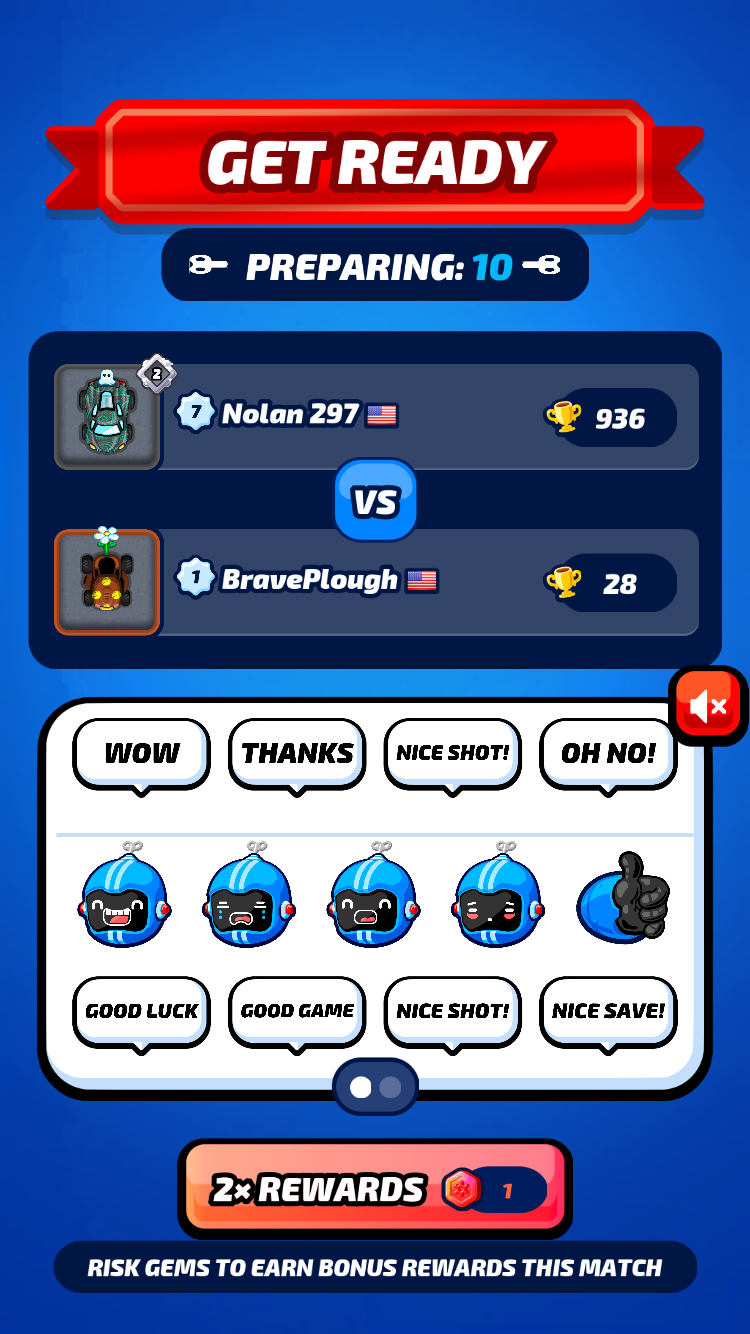 GET READY
PREPARING: 10
2
7 Nolan 297 936
VS
1 BravePlough 28
WOW THANKS NICE SHOT! OH NO!
GOOD LUCK GOOD GAME NICE SHOT! NICE SAVE!
2× REWARDS 1
RISK GEMS TO EARN BONUS REWARDS THIS MATCH